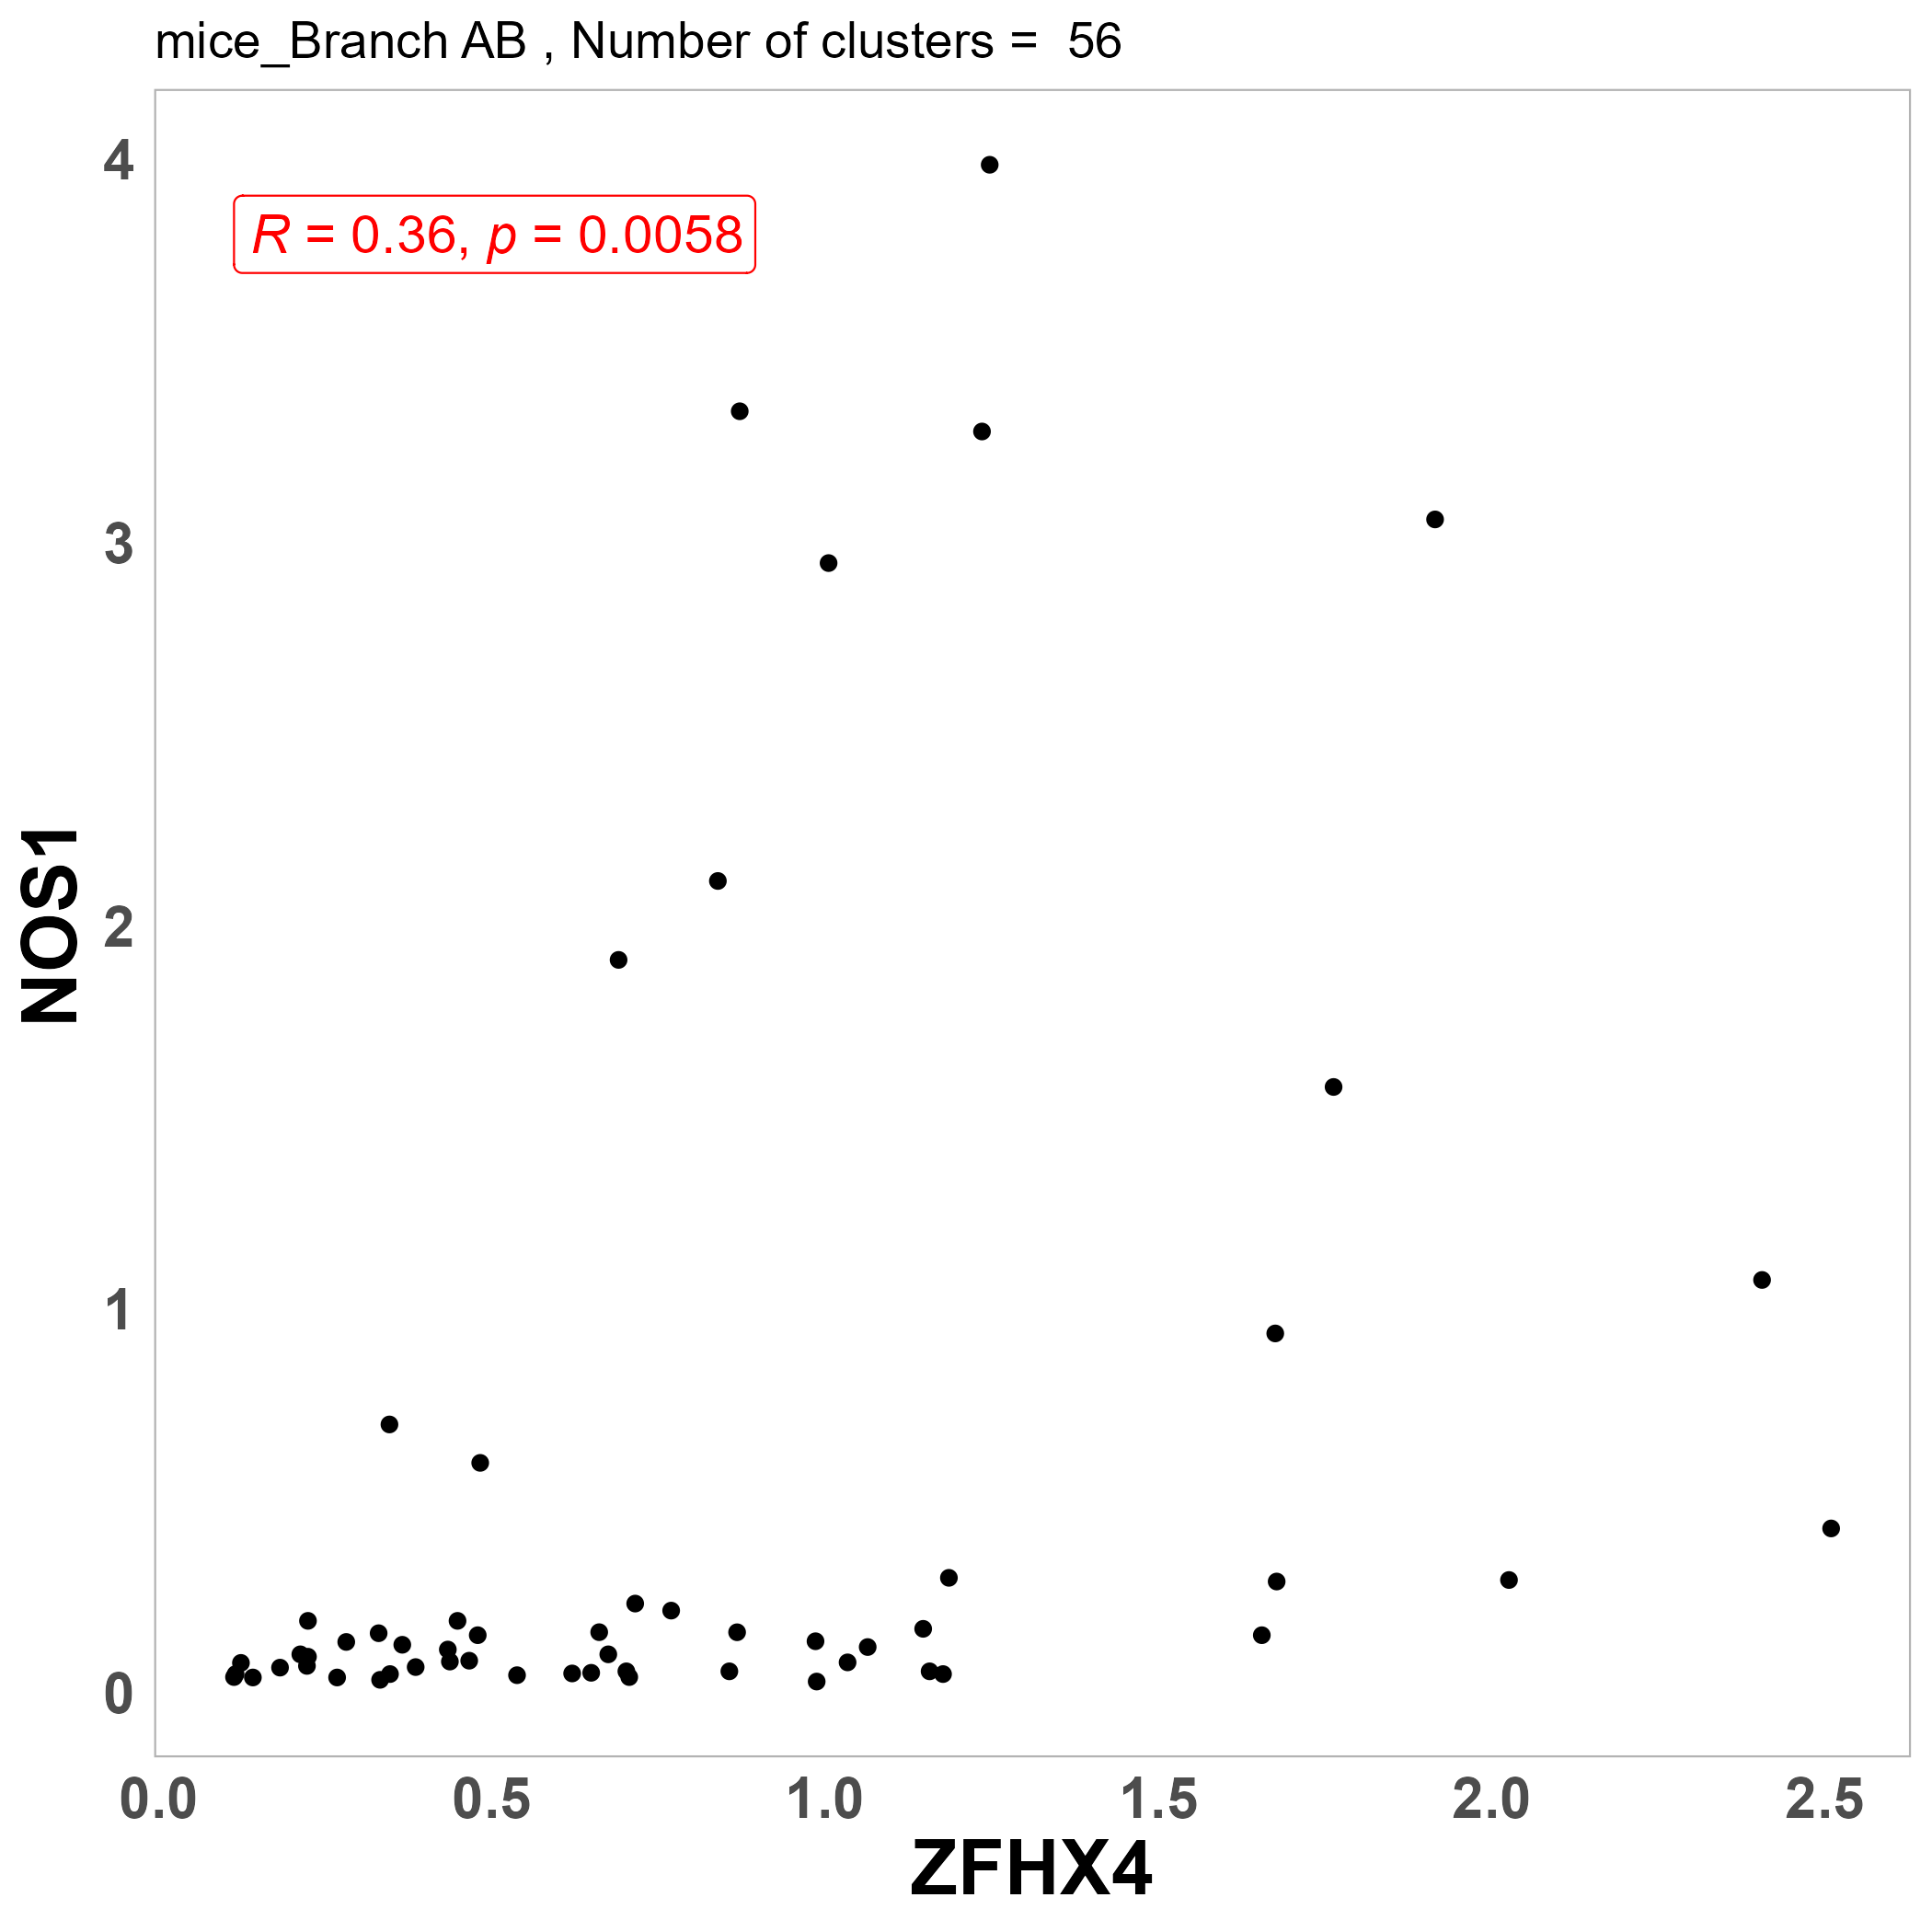 mice_Branch AB , Number of clusters =  56
R = 0.36, p = 0.0058
4
3
2
1
0
NOS1
0.0 0.5 1.0 1.5 2.0 2.5
ZFHX4